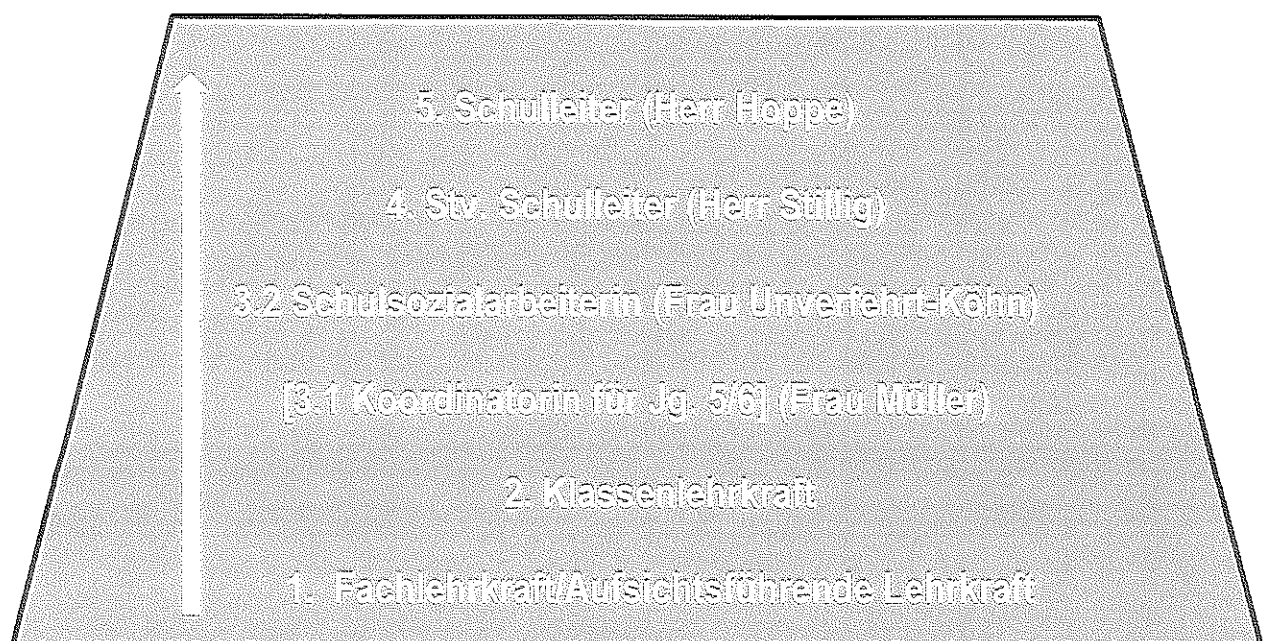 5. Schulleiter (Herr Hoppe)
4. Stv. Schulleiter (Herr Stillig)
3.2 Schulsozialarbeiterin (Frau Unverfehrt-Köhn)
[3.1 Koordinatorin für Jg. 5/6] (Frau Müller)
2. Klassenlehrkraft
1. Fachlehrkraft/Aufsichtsführende Lehrkraft